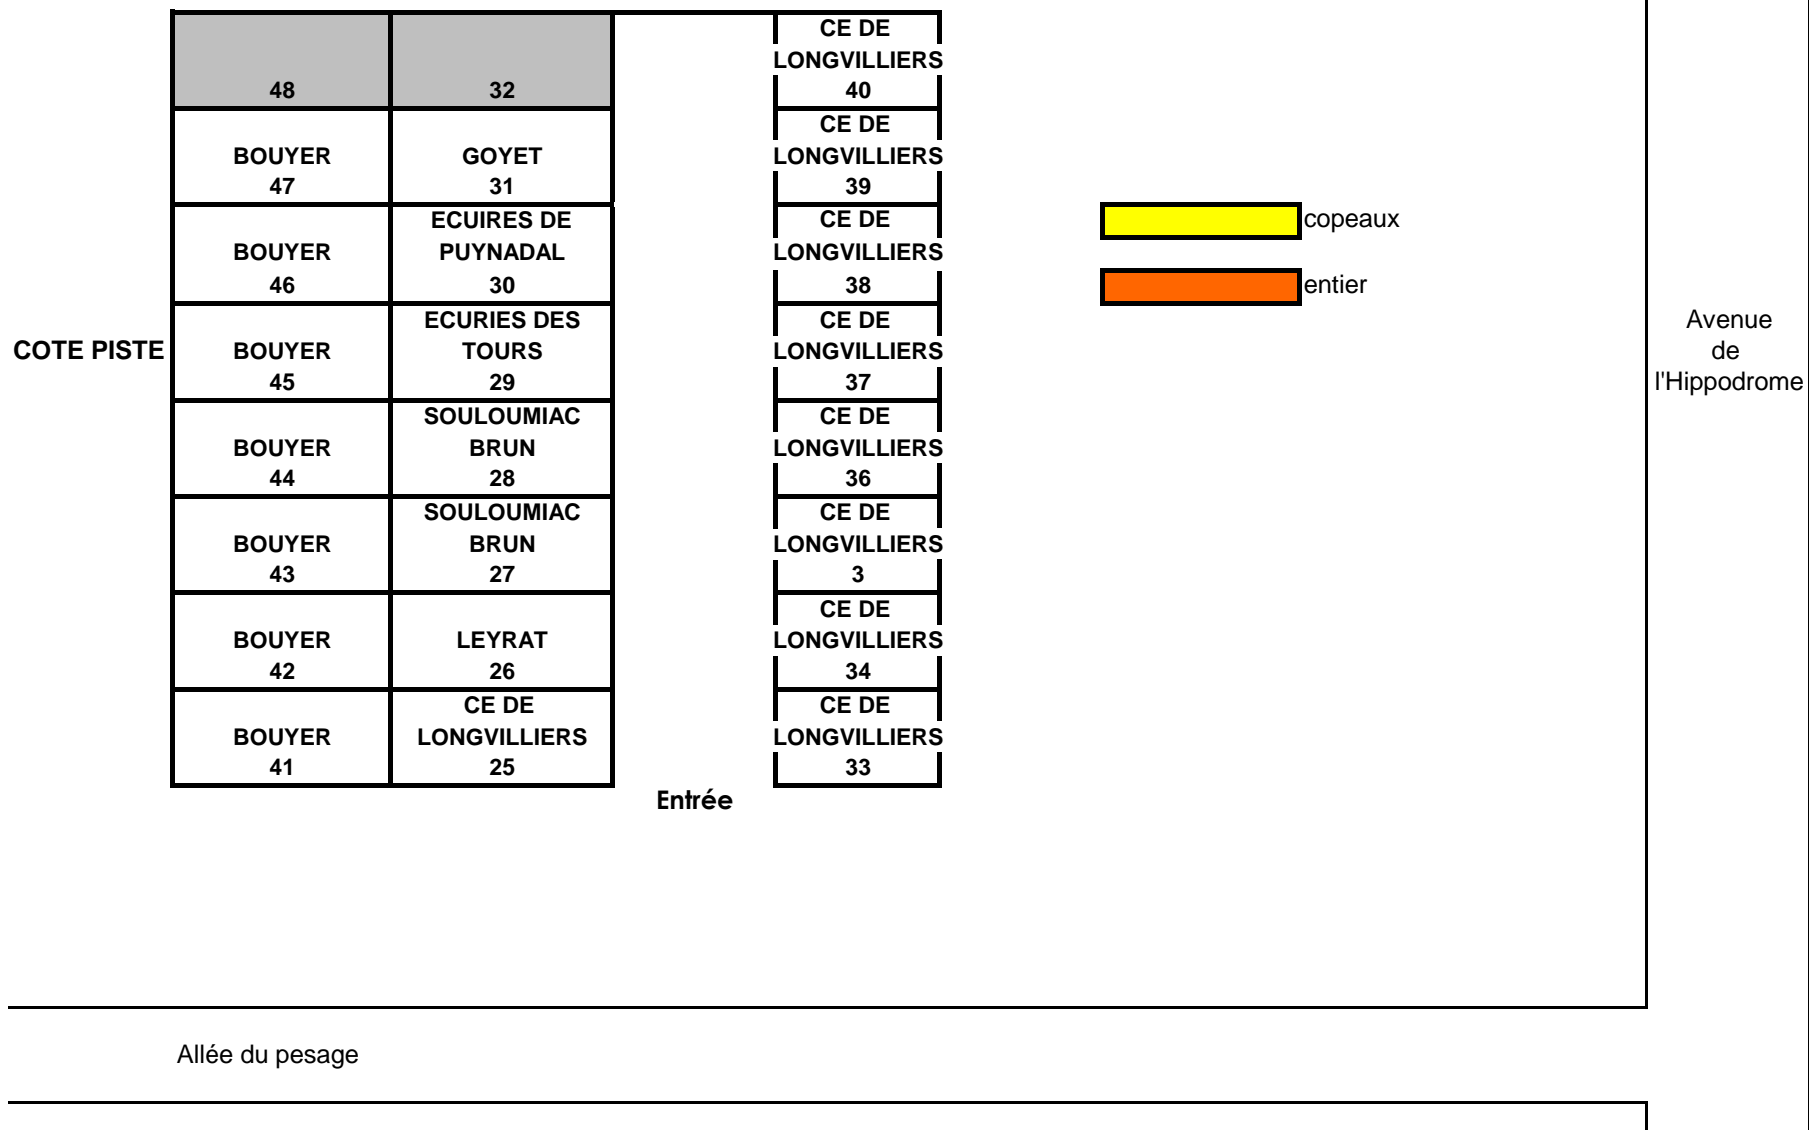 CE DE
LONGVILLIERS
48 32 40
CE DE
BOUYER GOYET LONGVILLIERS
47 31 39
ECUIRES DE CE DE copeaux
BOUYER PUYNADAL LONGVILLIERS
46 30 38 entier
ECURIES DES CE DE Avenue
COTE PISTE BOUYER TOURS LONGVILLIERS de
45 29 37 l'Hippodrome
SOULOUMIAC CE DE
BOUYER BRUN LONGVILLIERS
44 28 36
SOULOUMIAC CE DE
BOUYER BRUN LONGVILLIERS
43 27 3
CE DE
BOUYER LEYRAT LONGVILLIERS
42 26 34
CE DE CE DE
BOUYER LONGVILLIERS LONGVILLIERS
41 25 33
Entrée
Allée du pesage